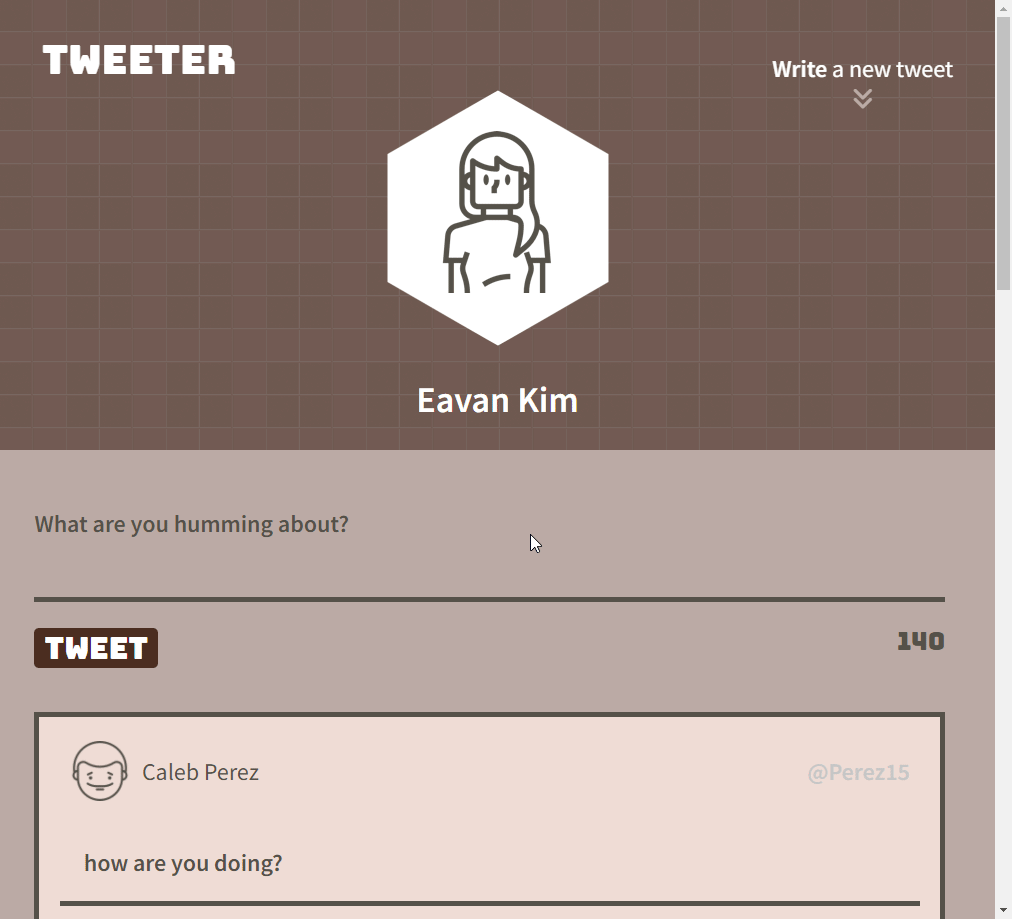 TWEETER
Write a new tweet
Eavan Kim
What are you humming about?
TWEET
140
Caleb Perez
@Perez15
how are you doing?